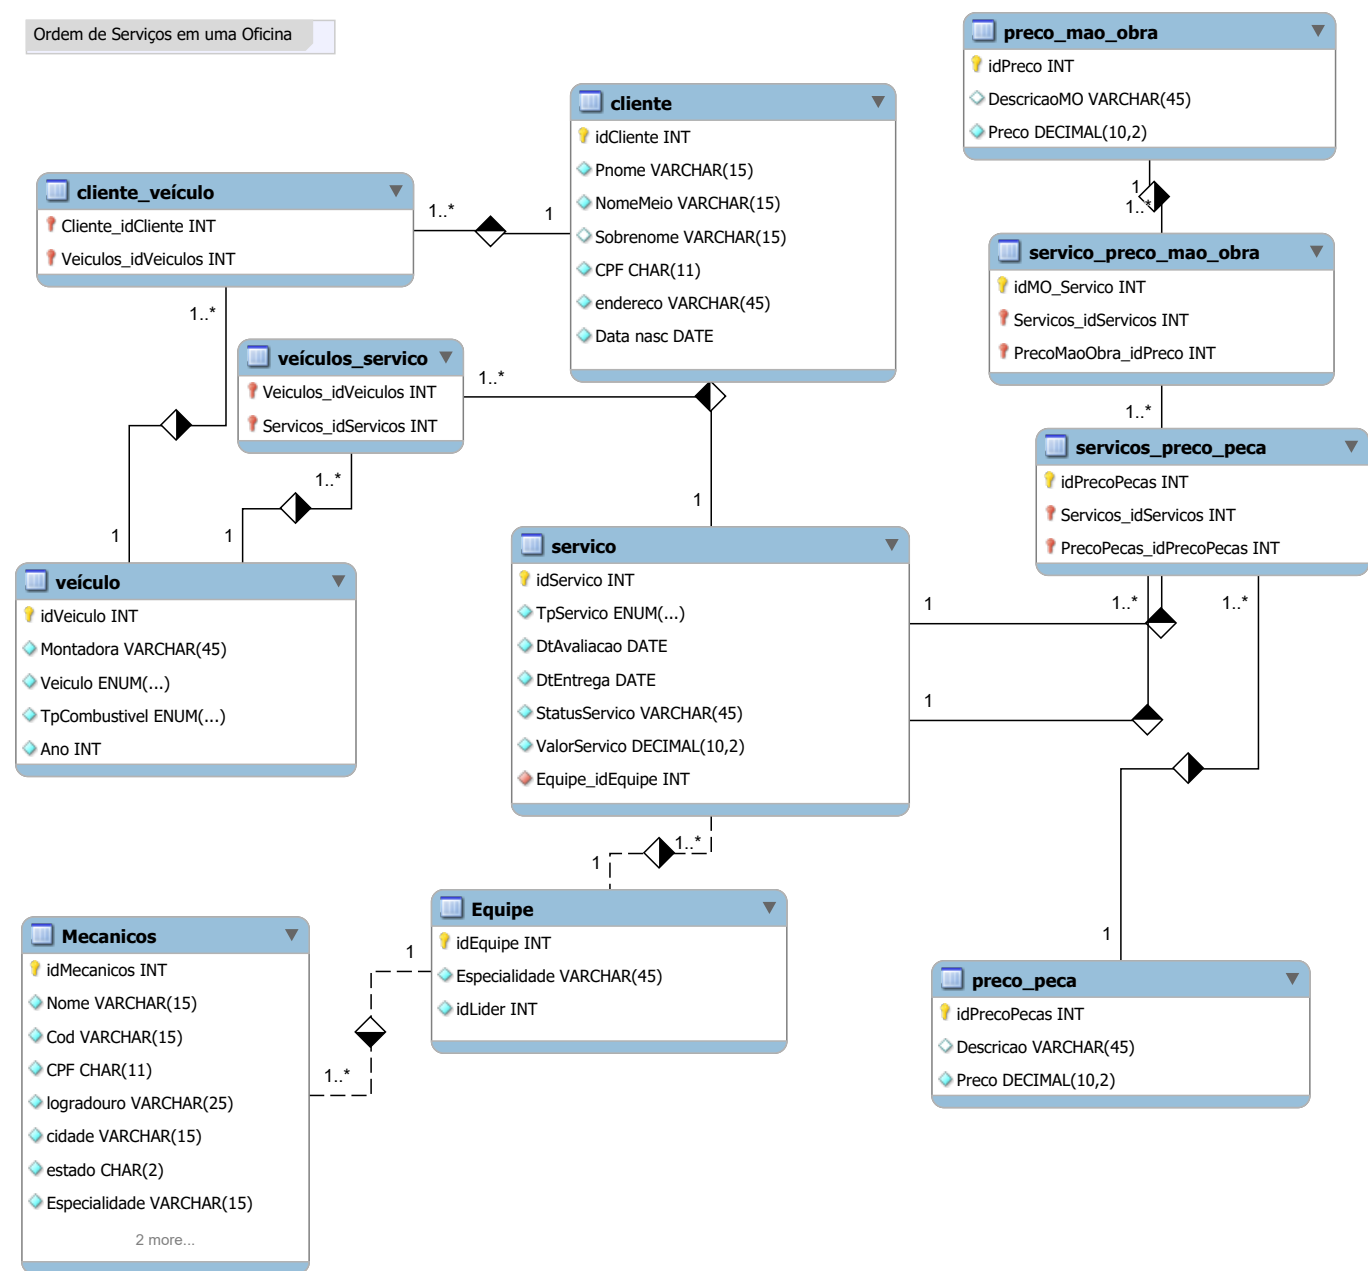 Ordem de Serviços em uma Oficina
preco_mao_obra
idPreco INT
DescricaoMO VARCHAR(45)
Preco DECIMAL(10,2)
cliente
idCliente INT
Pnome VARCHAR(15)
NomeMeio VARCHAR(15)
Sobrenome VARCHAR(15)
CPF CHAR(11)
endereco VARCHAR(45)
Data nasc DATE
cliente_veículo
Cliente_idCliente INT
Veiculos_idVeiculos INT
1..*
1
1
1..*
servico_preco_mao_obra
idMO_Servico INT
Servicos_idServicos INT
PrecoMaoObra_idPreco INT
1..*
veículos_servico
Veiculos_idVeiculos INT
Servicos_idServicos INT
1..*
1..*
1..*
servicos_preco_peca
idPrecoPecas INT
Servicos_idServicos INT
PrecoPecas_idPrecoPecas INT
1
1
1
veículo
idVeiculo INT
Montadora VARCHAR(45)
Veiculo ENUM(...)
TpCombustivel ENUM(...)
Ano INT
servico
idServico INT
TpServico ENUM(...)
DtAvaliacao DATE
DtEntrega DATE
StatusServico VARCHAR(45)
ValorServico DECIMAL(10,2)
Equipe_idEquipe INT
1
1..*
1..*
1
1..*
1
Equipe
idEquipe INT
Especialidade VARCHAR(45)
idLider INT
1
1..*
Mecanicos
idMecanicos INT
Nome VARCHAR(15)
Cod VARCHAR(15)
CPF CHAR(11)
logradouro VARCHAR(25)
cidade VARCHAR(15)
estado CHAR(2)
Especialidade VARCHAR(15)
2 more...
1
preco_peca
idPrecoPecas INT
Descricao VARCHAR(45)
Preco DECIMAL(10,2)